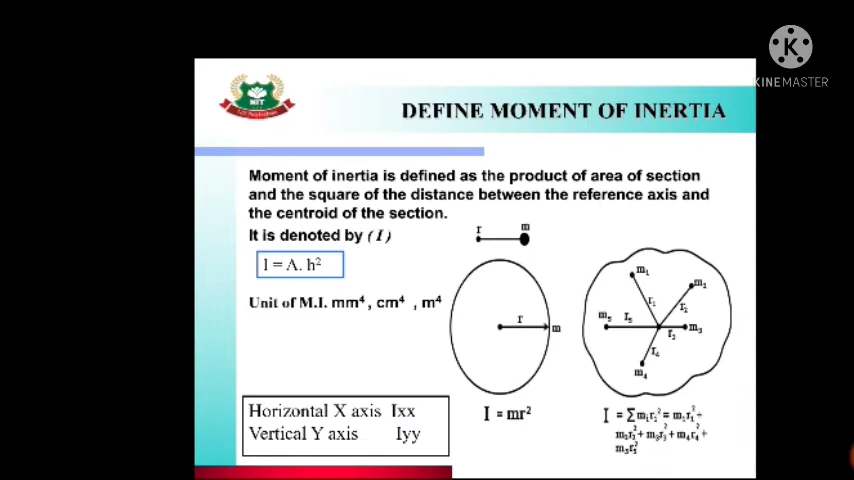 KINEMASTER
NIT
DEFINE MOMENT OF INERTIA
Moment of inertia is defined as the product of area of section
and the square of the distance between the reference axis and
the centroid of the section.
It is denoted by (I)
I = A. h²
Unit of M.I. mm⁴, cm⁴ , m⁴
Horizontal X axis Ixx
Vertical Y axis Iyy
r m
r m
I = mr²
m₁
m₂
r₁
r₂
m₅ r₅
m₃
r₃
r₄
m₄
I = ∑ mᵢrᵢ² = m₁r₁² +
m₂r₂² + m₃r₃² + m₄r₄² +
m₅r₅²